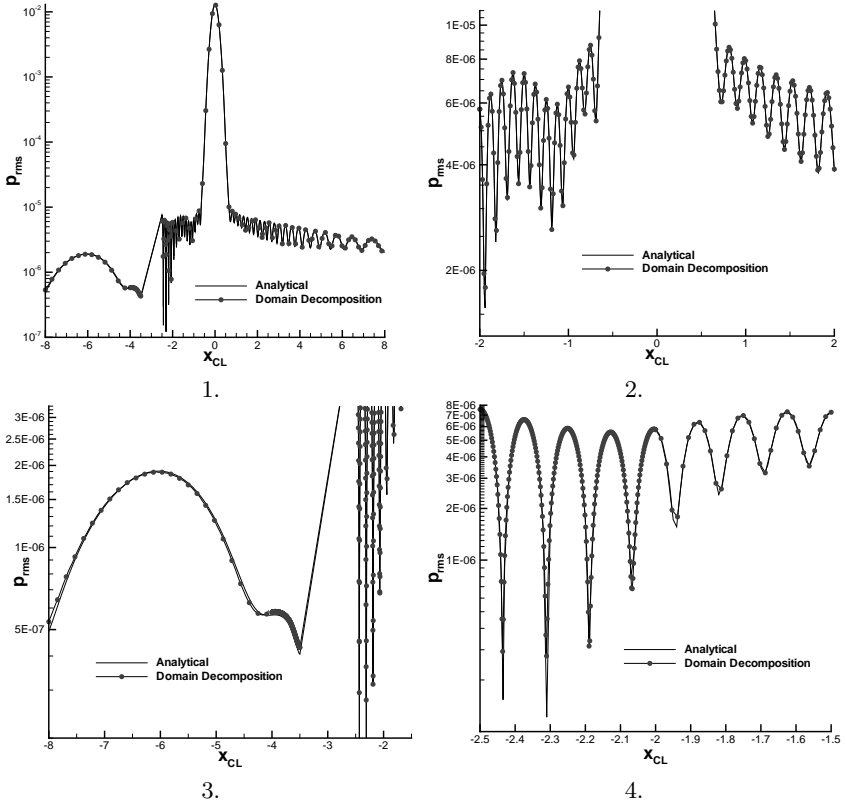 10^-2
10^-3
10^-4
10^-5
10^-6
10^-7
p_rms
-8 -6 -4 -2 0 2 4 6 8
x_CL
Analytical
Domain Decomposition
1.
1E-05
8E-06
6E-06
4E-06
2E-06
p_rms
-2 -1 0 1 2
x_CL
Analytical
Domain Decomposition
2.
3E-06
2.5E-06
2E-06
1.5E-06
1E-06
5E-07
p_rms
-8 -7 -6 -5 -4 -3 -2
x_CL
Analytical
Domain Decomposition
3.
8E-06
7E-06
6E-06
5E-06
4E-06
3E-06
2E-06
1E-06
p_rms
-2.5 -2.4 -2.3 -2.2 -2.1 -2 -1.9 -1.8 -1.7 -1.6 -1.5
x_CL
Analytical
Domain Decomposition
4.